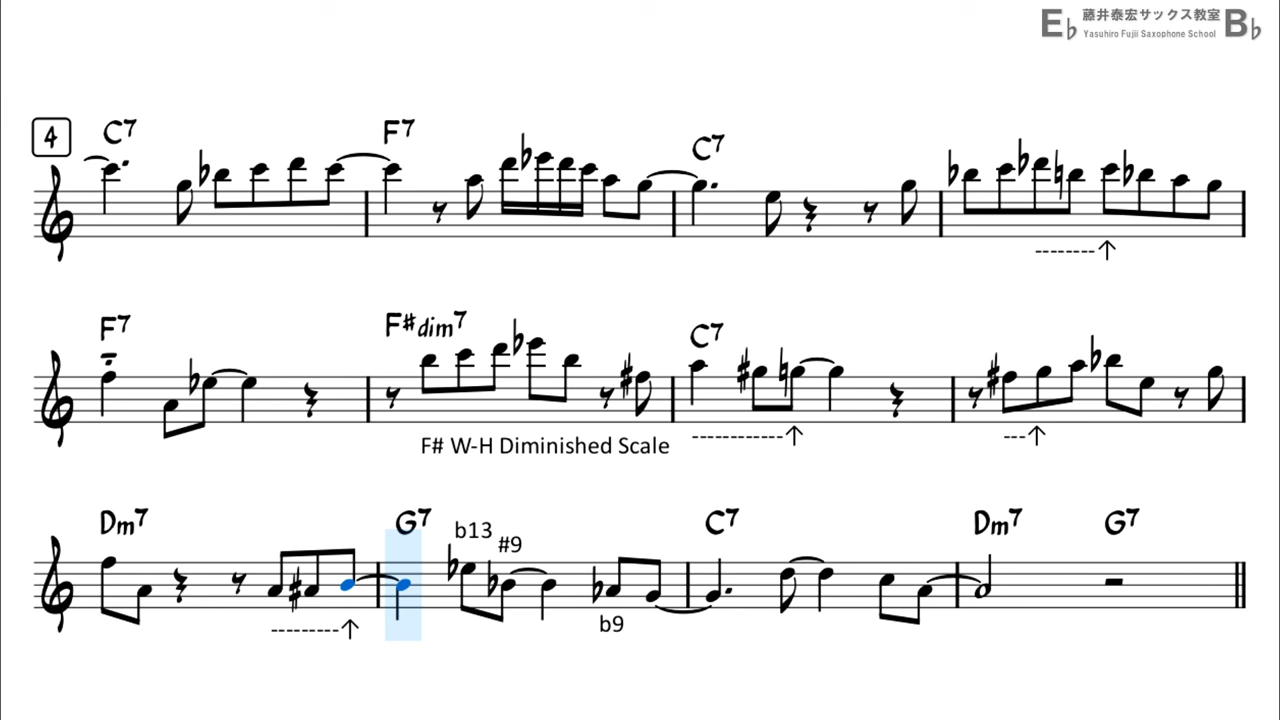 E♭ 藤井泰宏サックス教室 B♭
Yasuhiro Fujii Saxophone School
4 C7 F7 C7
F7 F#dim7 C7
F# W-H Diminished Scale
Dm7 G7 b13 #9 C7 Dm7 G7
b9